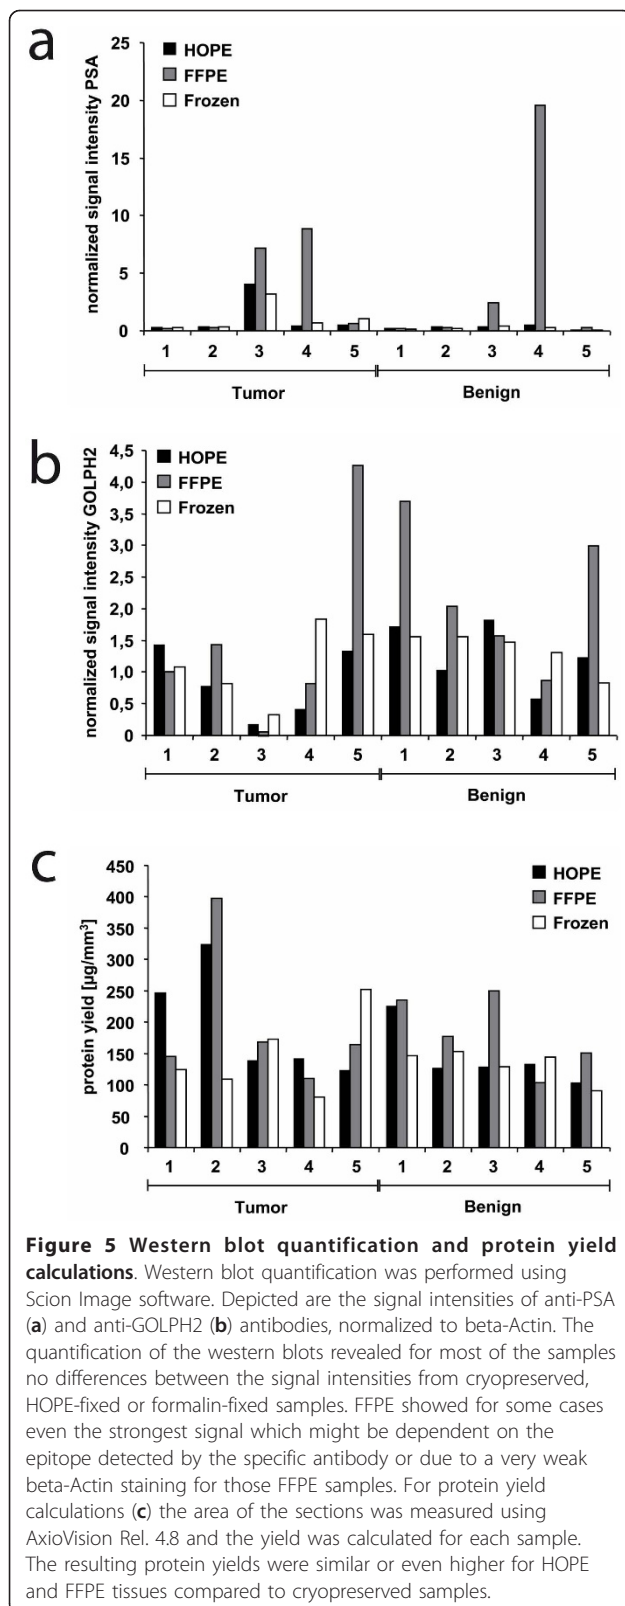 a
normalized signal intensity PSA
25
20
15
10
5
0
HOPE
FFPE
Frozen
1 2 3 4 5 1 2 3 4 5
Tumor Benign
b
normalized signal intensity GOLPH2
4,5
4,0
3,5
3,0
2,5
2,0
1,5
1,0
0,5
0
HOPE
FFPE
Frozen
1 2 3 4 5 1 2 3 4 5
Tumor Benign
c
protein yield [µg/mm³]
450
400
350
300
250
200
150
100
50
0
HOPE
FFPE
Frozen
1 2 3 4 5 1 2 3 4 5
Tumor Benign
Figure 5 Western blot quantification and protein yield
calculations. Western blot quantification was performed using
Scion Image software. Depicted are the signal intensities of anti-PSA
(a) and anti-GOLPH2 (b) antibodies, normalized to beta-Actin. The
quantification of the western blots revealed for most of the samples
no differences between the signal intensities from cryopreserved,
HOPE-fixed or formalin-fixed samples. FFPE showed for some cases
even the strongest signal which might be dependent on the
epitope detected by the specific antibody or due to a very weak
beta-Actin staining for those FFPE samples. For protein yield
calculations (c) the area of the sections was measured using
AxioVision Rel. 4.8 and the yield was calculated for each sample.
The resulting protein yields were similar or even higher for HOPE
and FFPE tissues compared to cryopreserved samples.